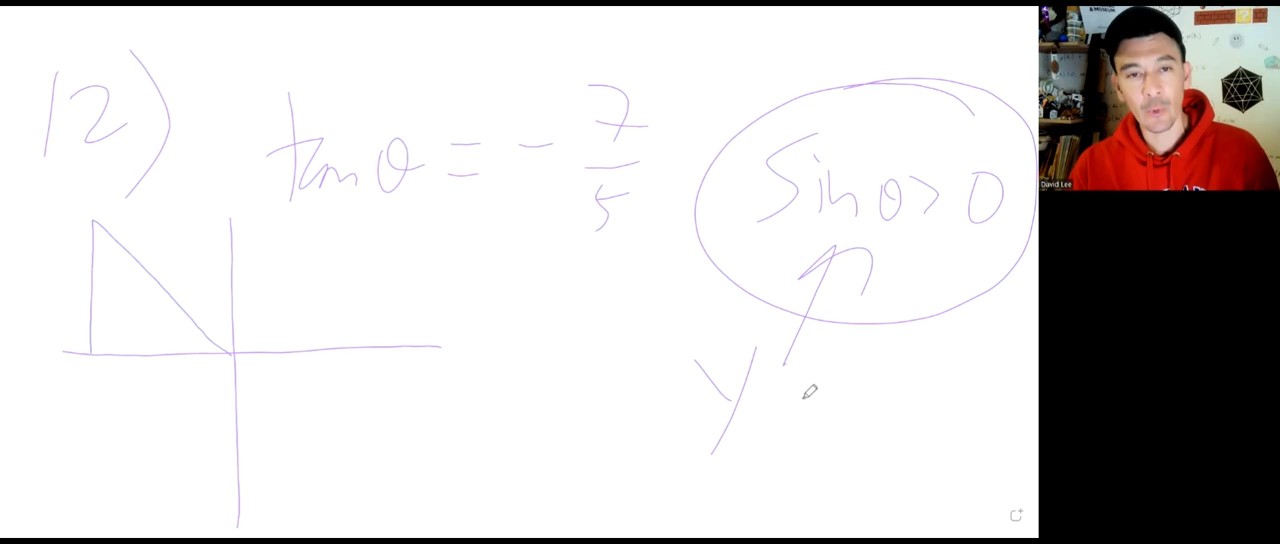 12) tan θ = - 7/5 sin θ > 0
y
David Lee